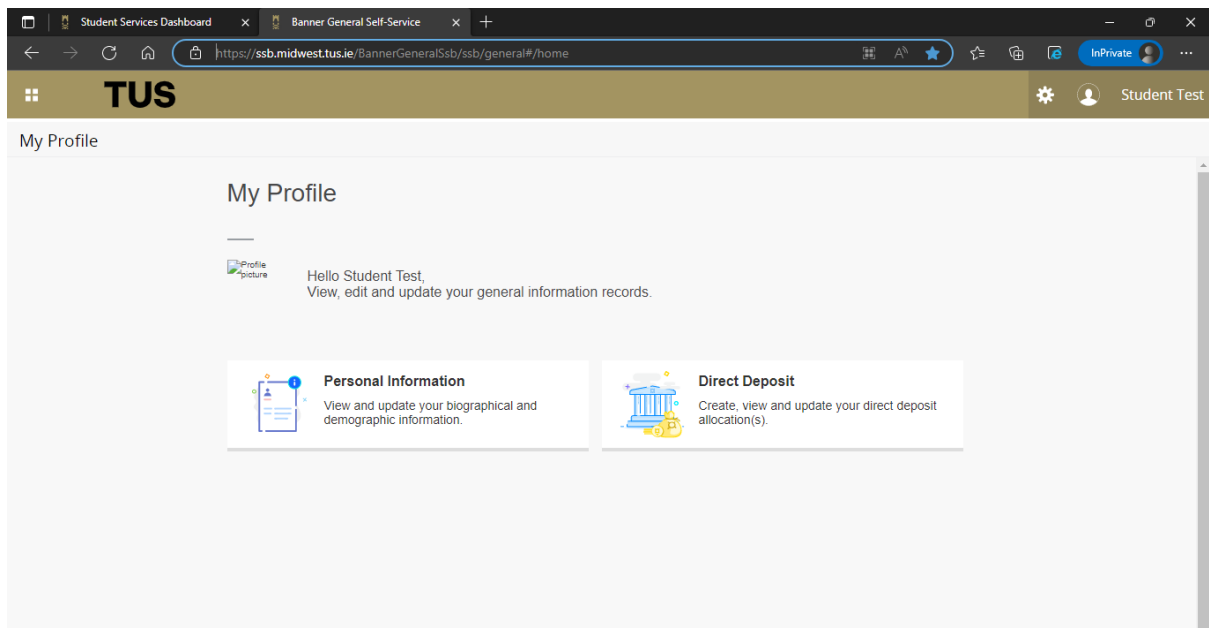 Student Services Dashboard
Banner General Self-Service
https://ssb.midwest.tus.ie/BannerGeneralSsb/ssb/general#/home
InPrivate
TUS
Student Test
My Profile
My Profile
Profile
picture
Hello Student Test,
View, edit and update your general information records.
Personal Information
View and update your biographical and
demographic information.
Direct Deposit
Create, view and update your direct deposit
allocation(s).